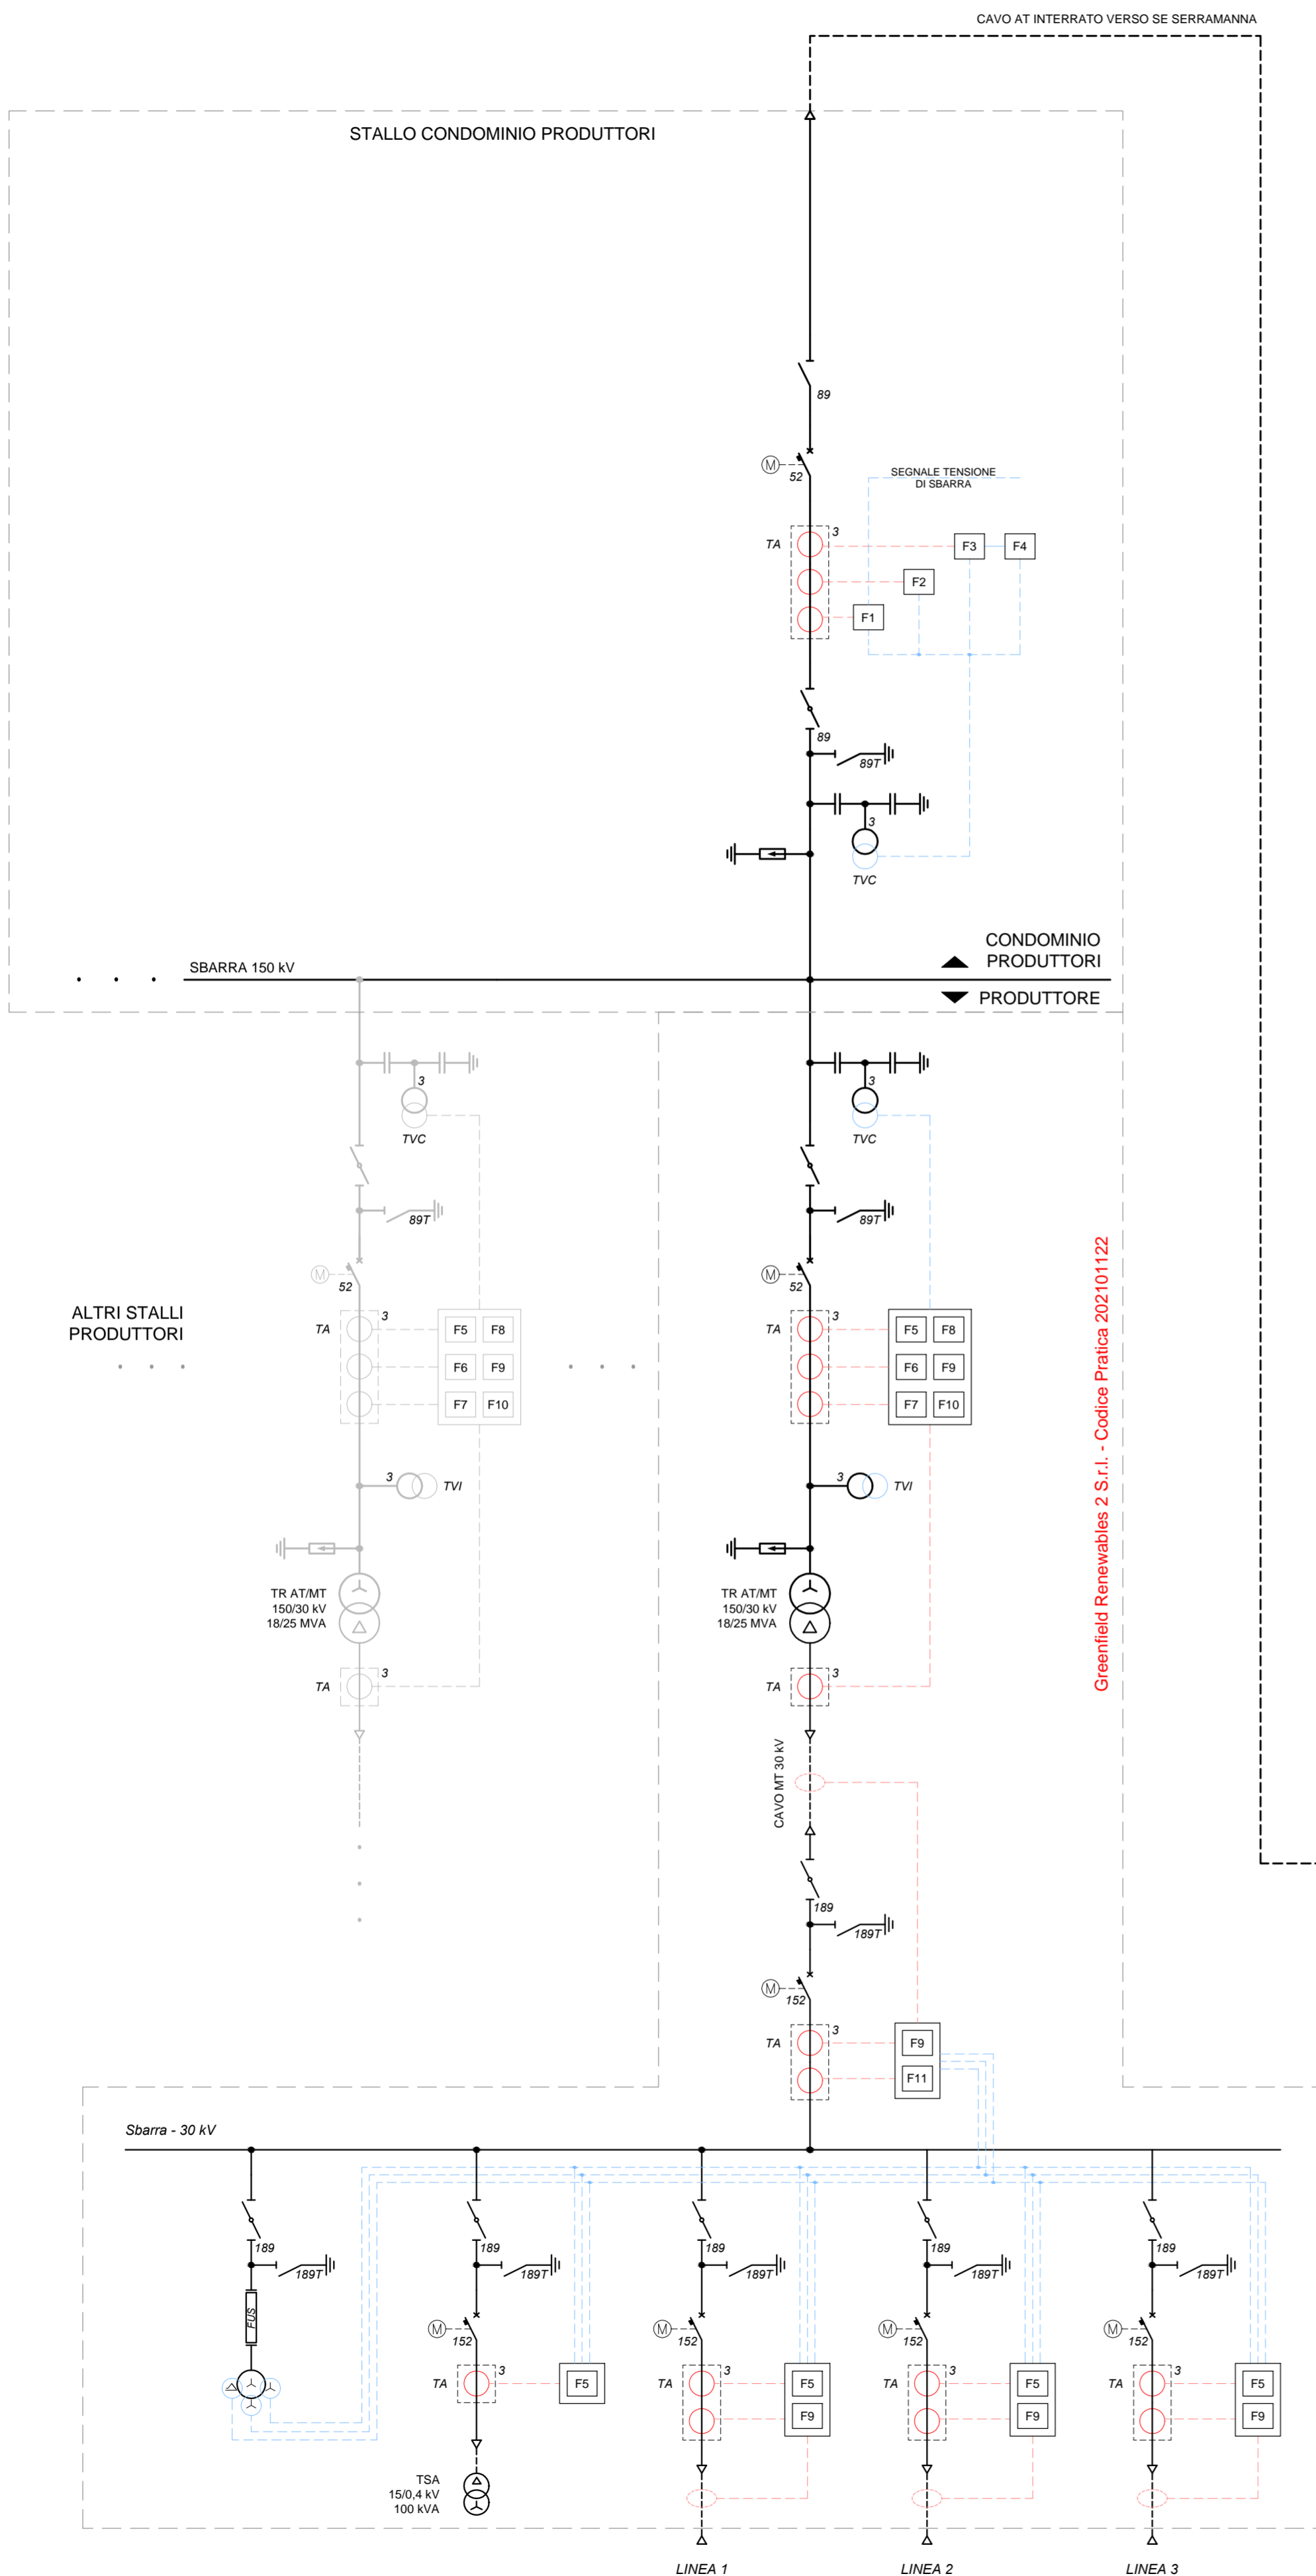 CAVO AT INTERRATO VERSO SE SERRAMANNA
STALLO CONDOMINIO PRODUTTORI
89
M
52
SEGNALE TENSIONE
DI SBARRA
TA
3
F3
F4
F2
F1
89
89T
3
TVC
CONDOMINIO
PRODUTTORI
SBARRA 150 kV
PRODUTTORE
3
TVC
3
TVC
89T
89T
M
52
M
52
ALTRI STALLI
PRODUTTORI
TA
3
F5
F8
F6
F9
F7
F10
TA
3
F5
F8
F6
F9
F7
F10
Greenfield Renewables 2 S.r.l. - Codice Pratica 202101122
3
TVI
3
TVI
TR AT/MT
150/30 kV
18/25 MVA
TR AT/MT
150/30 kV
18/25 MVA
TA
3
TA
3
CAVO MT 30 kV
189
189T
M
152
TA
3
F9
F11
Sbarra - 30 kV
189
189
189
189
189
189T
189T
189T
189T
189T
FUS
M
152
M
152
M
152
M
152
TA
3
F5
TA
3
F5
F9
TA
3
F5
F9
TA
3
F5
F9
TSA
15/0,4 kV
100 kVA
LINEA 1
LINEA 2
LINEA 3